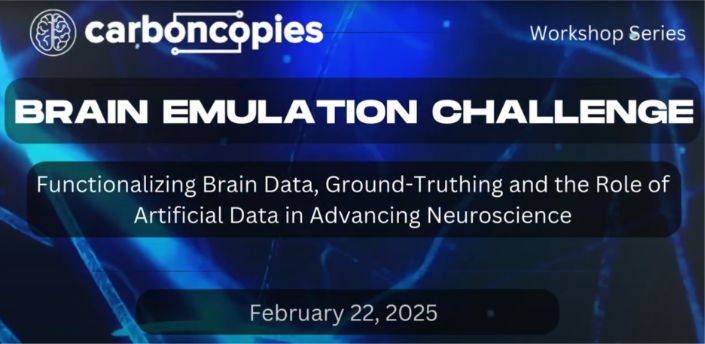 carboncopies
Workshop Series
BRAIN EMULATION CHALLENGE
Functionalizing Brain Data, Ground-Truthing and the Role of
Artificial Data in Advancing Neuroscience
February 22, 2025